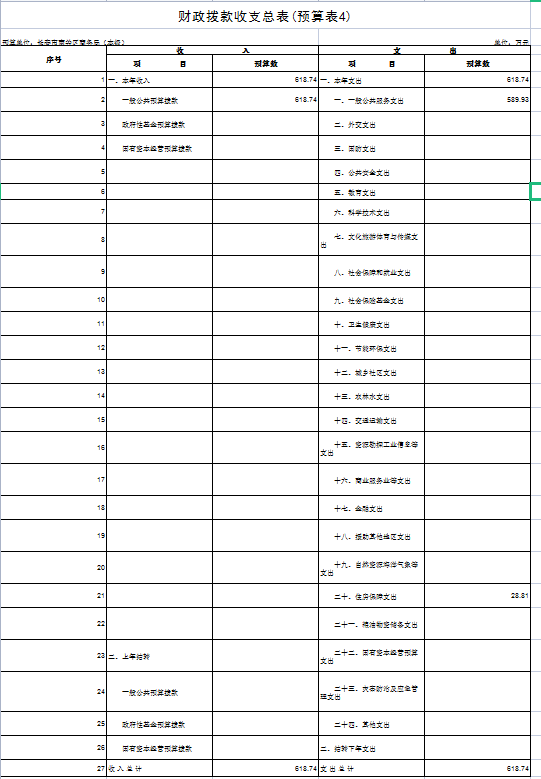 财政拨款收支总表(预算表4)
预算单位：长安市南谷区商务局（本级） 单位：万元
序号 收 入 支 出
项 目 预算数 项 目 预算数
1 一、本年收入 618.74 一、本年支出 618.74
2 一般公共预算拨款 618.74 一、一般公共服务支出 589.93
3 政府性基金预算拨款 二、外交支出
4 国有资本经营预算拨款 三、国防支出
5 四、公共安全支出
6 五、教育支出
7 六、科学技术支出
8 七、文化旅游体育与传媒支
出
9 八、社会保障和就业支出
10 九、社会保险基金支出
11 十、卫生健康支出
12 十一、节能环保支出
13 十二、城乡社区支出
14 十三、农林水支出
15 十四、交通运输支出
16 十五、资源勘探工业信息等
支出
17 十六、商业服务业等支出
18 十七、金融支出
19 十八、援助其他地区支出
20 十九、自然资源海洋气象等
支出
21 二十、住房保障支出 28.81
22 二十一、粮油物资储备支出
23 二、上年结转 二十二、国有资本经营预算
支出
24 一般公共预算拨款 二十三、灾害防治及应急管
理支出
25 政府性基金预算拨款 二十四、其他支出
26 国有资本经营预算拨款 二、结转下年支出
27 收入总计 618.74 支出总计 618.74